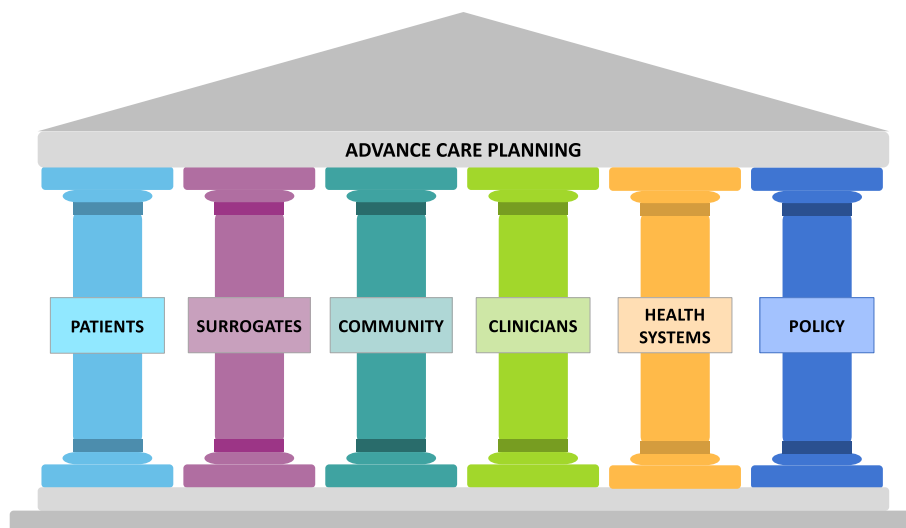 ADVANCE CARE PLANNING
PATIENTS
SURROGATES
COMMUNITY
CLINICIANS
HEALTH
SYSTEMS
POLICY